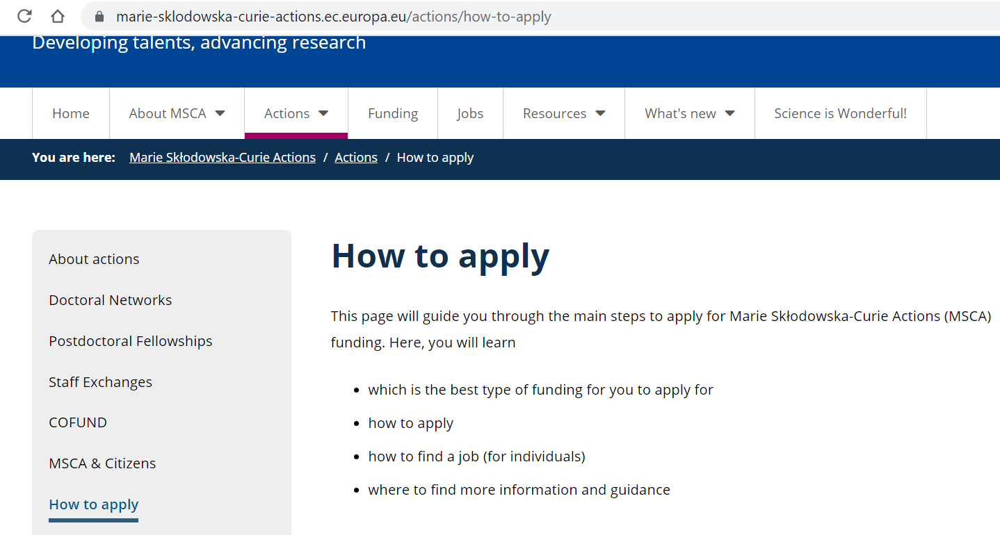 marie-sklodowska-curie-actions.ec.europa.eu/actions/how-to-apply
Developing talents, advancing research
Home About MSCA Actions Funding Jobs Resources What's new Science is Wonderful!
You are here: Marie Skłodowska-Curie Actions / Actions / How to apply
About actions
Doctoral Networks
Postdoctoral Fellowships
Staff Exchanges
COFUND
MSCA & Citizens
How to apply
How to apply
This page will guide you through the main steps to apply for Marie Skłodowska-Curie Actions (MSCA)
funding. Here, you will learn
• which is the best type of funding for you to apply for
• how to apply
• how to find a job (for individuals)
• where to find more information and guidance